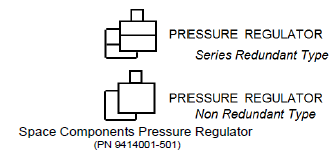 PRESSURE REGULATOR
Series Redundant Type
PRESSURE REGULATOR
Non Redundant Type
Space Components Pressure Regulator
(PN 9414001-501)